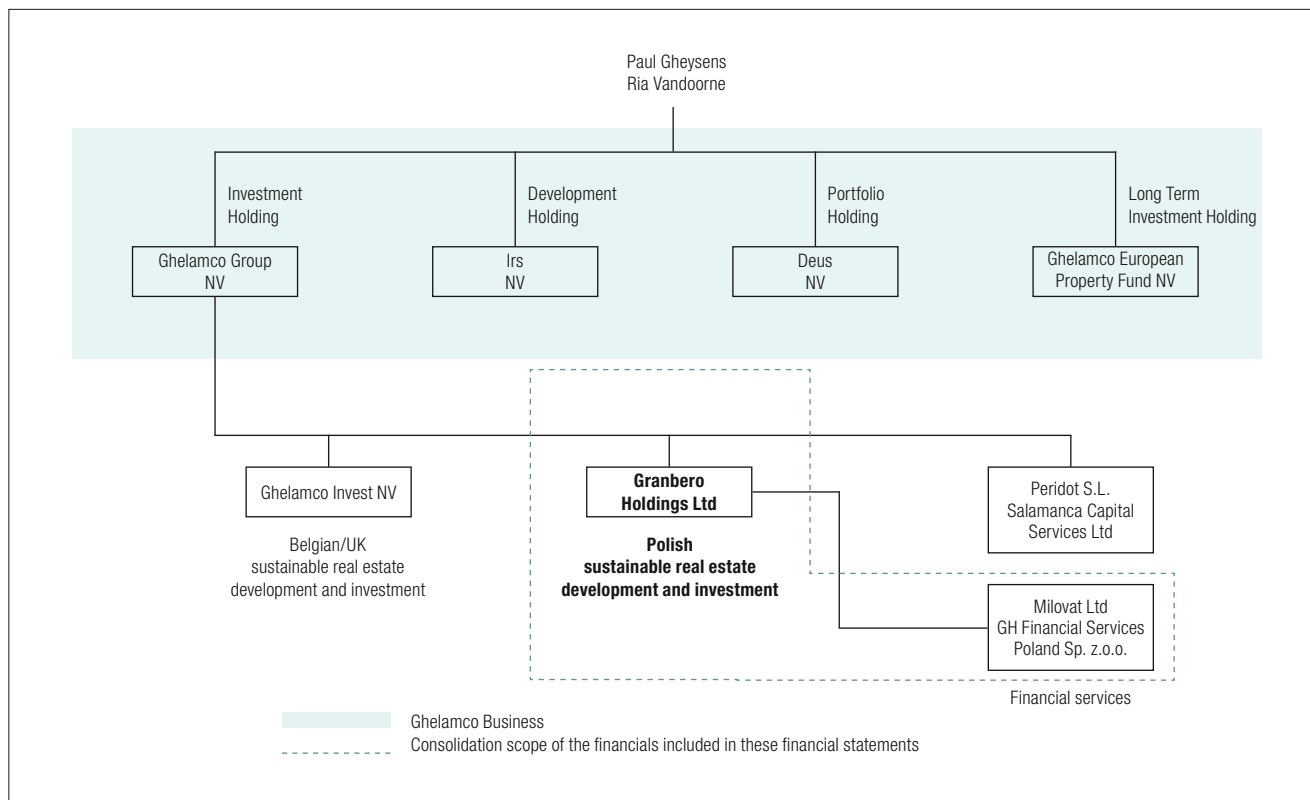 Paul Gheysens
Ria Vandoorne
Investment
Holding
Development
Holding
Portfolio
Holding
Long Term
Investment Holding
Ghelamco Group
NV
Irs
NV
Deus
NV
Ghelamco European
Property Fund NV
Ghelamco Invest NV
Granbero
Holdings Ltd
Peridot S.L.
Salamanca Capital
Services Ltd
Belgian/UK
sustainable real estate
development and investment
Polish
sustainable real estate
development and investment
Milovat Ltd
GH Financial Services
Poland Sp. z.o.o.
Financial services
Ghelamco Business
Consolidation scope of the financials included in these financial statements